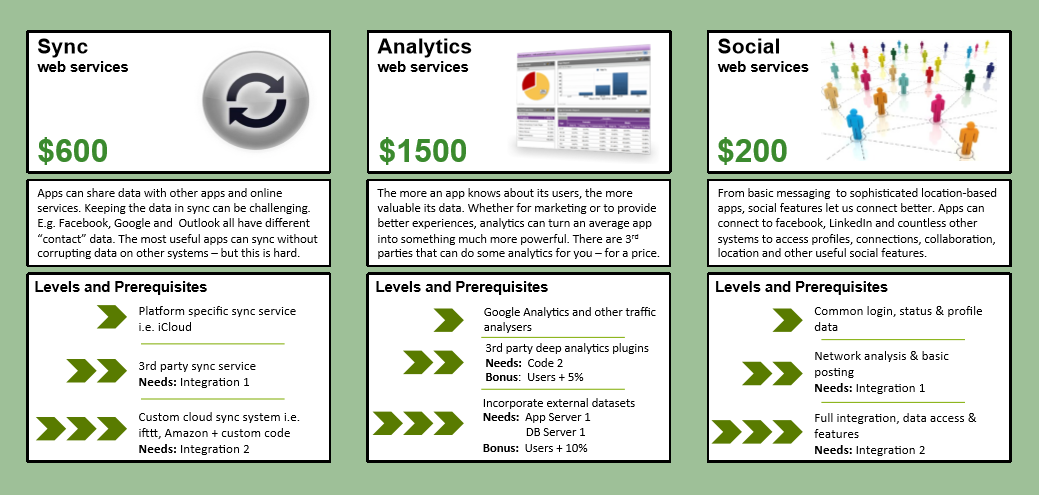 Sync
web services
$600
Apps can share data with other apps and online
services. Keeping the data in sync can be challenging.
E.g. Facebook, Google and  Outlook all have different
“contact” data. The most useful apps can sync without
corrupting data on other systems – but this is hard.
Levels and Prerequisites
Platform specific sync service
i.e. iCloud
3rd party sync service
Needs: Integration 1
Custom cloud sync system i.e.
ifttt, Amazon + custom code
Needs: Integration 2
Analytics
web services
$1500
The more an app knows about its users, the more
valuable its data. Whether for marketing or to provide
better experiences, analytics can turn an average app
into something much more powerful. There are 3rd
parties that can do some analytics for you – for a price.
Levels and Prerequisites
Google Analytics and other traffic
analysers
3rd party deep analytics plugins
Needs:  Code 2
Bonus:  Users + 5%
Incorporate external datasets
Needs:  App Server 1
DB Server 1
Bonus:  Users + 10%
Social
web services
$200
From basic messaging  to sophisticated location-based
apps, social features let us connect better. Apps can
connect to facebook, LinkedIn and countless other
systems to access profiles, connections, collaboration,
location and other useful social features.
Levels and Prerequisites
Common login, status & profile
data
Network analysis & basic
posting
Needs: Integration 1
Full integration, data access &
features
Needs: Integration 2